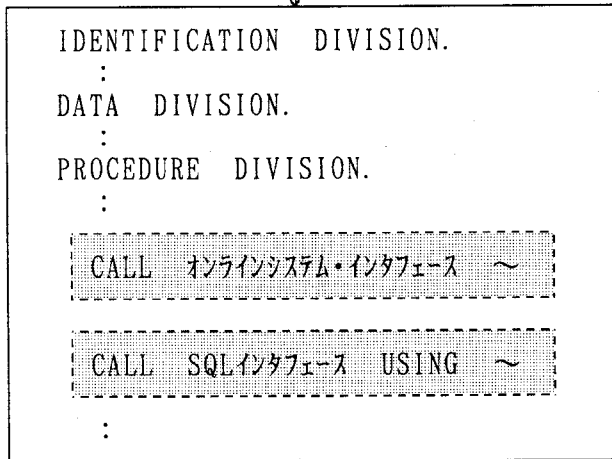 IDENTIFICATION DIVISION.
:
DATA DIVISION.
:
PROCEDURE DIVISION.
:
CALL オンラインシステム・インタフェース ~
CALL SQLインタフェース USING ~
: